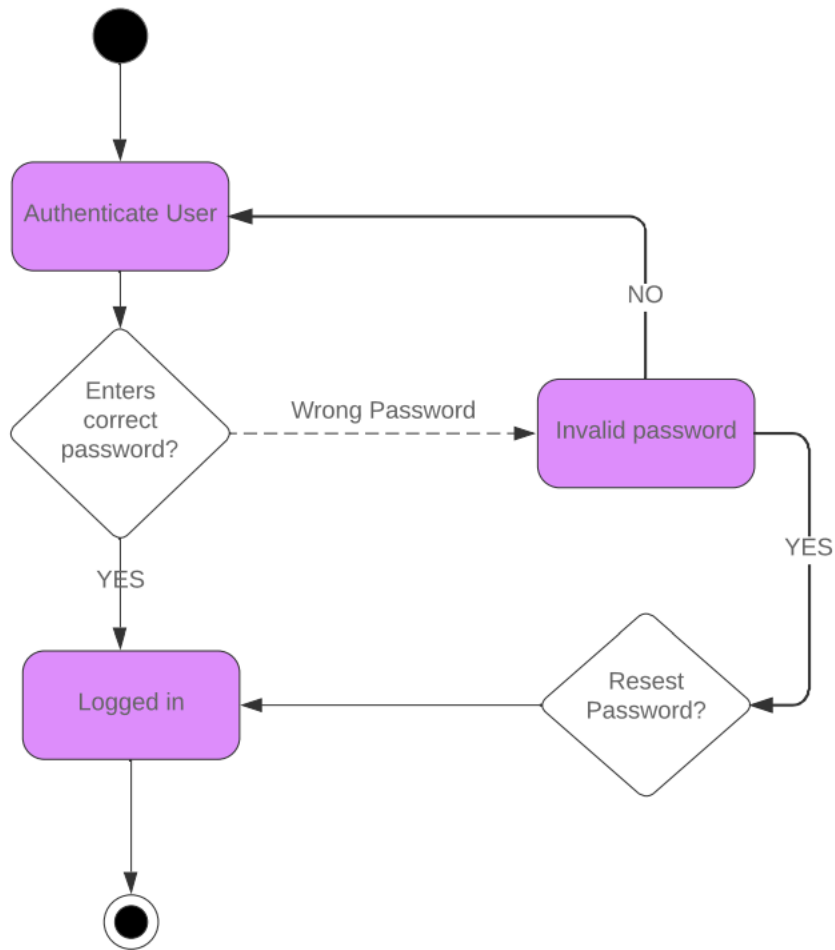 Authenticate User
NO
Enters
correct
password?
Wrong Password
Invalid password
YES
YES
Resest
Password?
Logged in